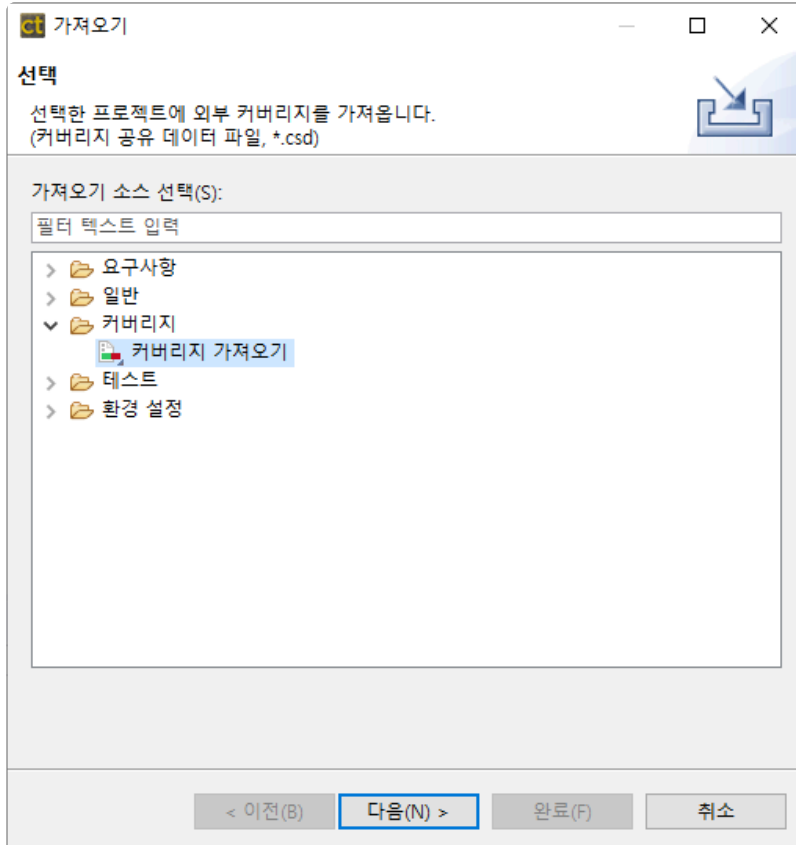 ct 가져오기
선택
선택한 프로젝트에 외부 커버리지를 가져옵니다.
(커버리지 공유 데이터 파일, *.csd)
가져오기 소스 선택(S):
필터 텍스트 입력
요구사항
일반
커버리지
커버리지 가져오기
테스트
환경 설정
< 이전(B) 다음(N) > 완료(F) 취소